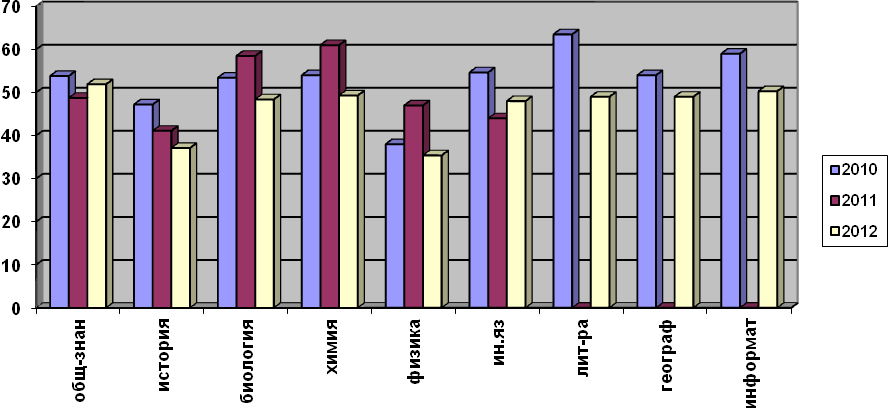 70
60
50
40
30
20
10
0
общ-знан
история
биология
химия
физика
ин.яз
лит-ра
географ
информат
2010
2011
2012